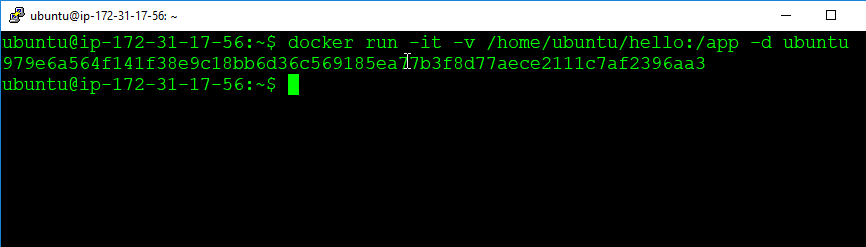 ubuntu@ip-172-31-17-56: ~
ubuntu@ip-172-31-17-56:~$ docker run -it -v /home/ubuntu/hello:/app -d ubuntu
979e6a564f141f38e9c18bb6d36c569185ea77b3f8d77aece2111c7af2396aa3
ubuntu@ip-172-31-17-56:~$